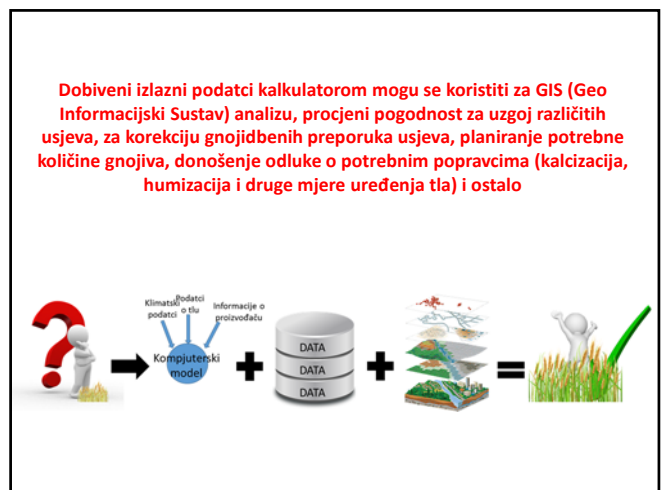 Dobiveni izlazni podatci kalkulatorom mogu se koristiti za GIS (Geo
Informacijski Sustav) analizu, procjeni pogodnost za uzgoj različitih
usjeva, za korekciju gnojidbenih preporuka usjeva, planiranje potrebne
količine gnojiva, donošenje odluke o potrebnim popravcima (kalcizacija,
humizacija i druge mjere uređenja tla) i ostalo
Klimatski
podatci
Podatci
o tlu
Informacije o
proizvođaču
Kompjuterski
model
DATA
DATA
DATA